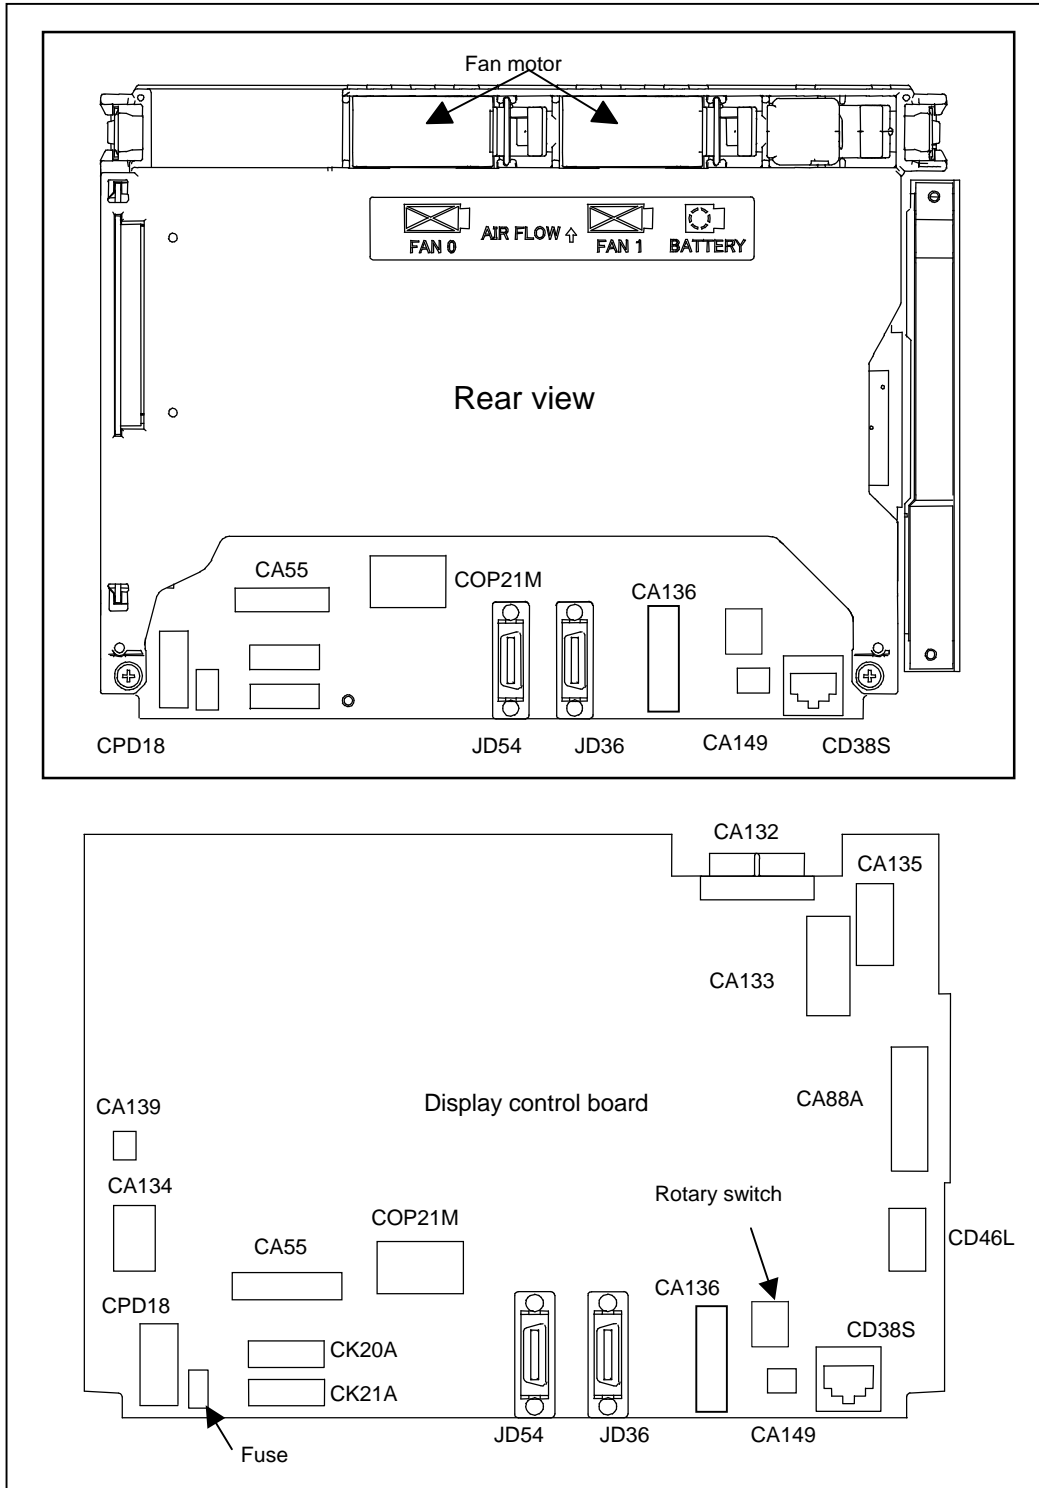 Fan motor
FAN 0
AIR FLOW
FAN 1
BATTERY
Rear view
CA55
COP21M
CA136
CPD18
JD54
JD36
CA149
CD38S
CA132
CA135
CA133
CA88A
Display control board
CA139
CA134
Rotary switch
COP21M
CD46L
CA55
CA136
CPD18
CD38S
CK20A
CK21A
JD54
JD36
CA149
Fuse